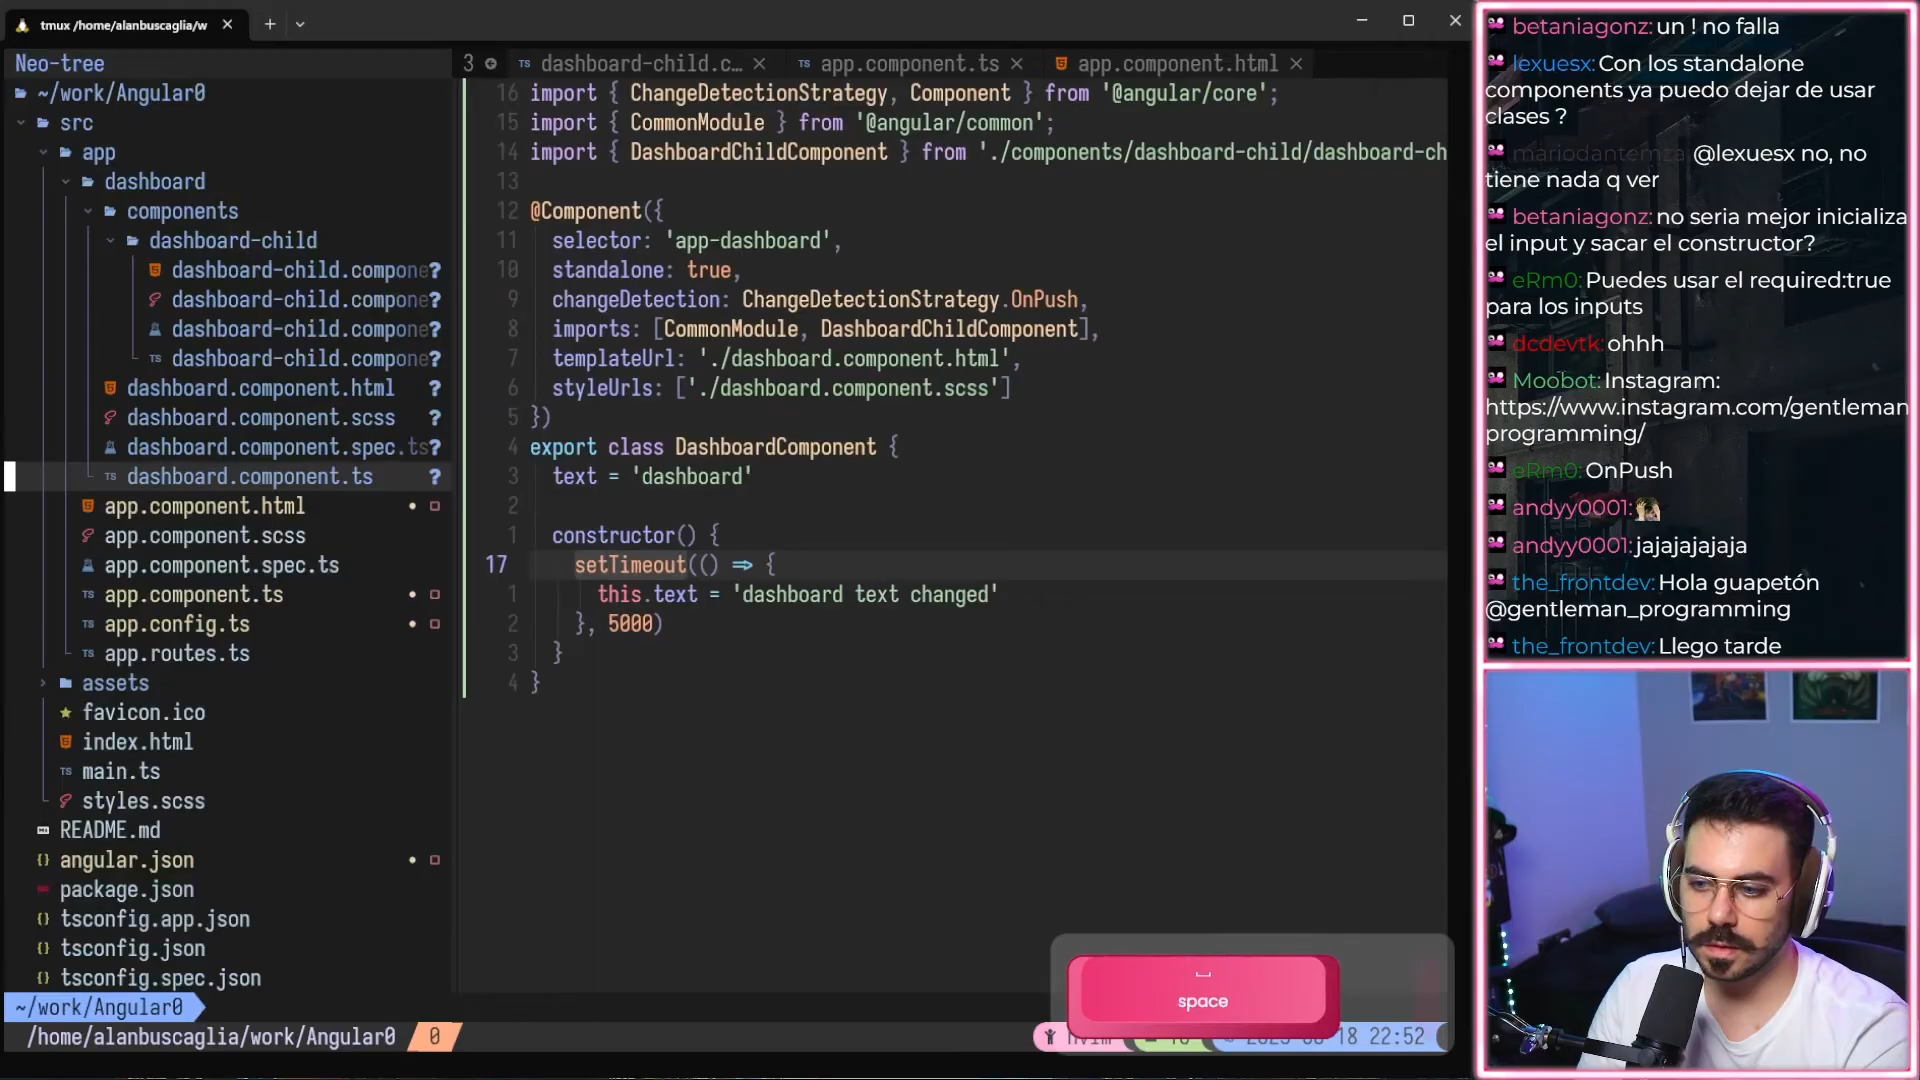 tmux /home/alanbuscaglia/w
Neo-tree
~/work/Angular0
src
app
dashboard
components
dashboard-child
dashboard-child.compone?
dashboard-child.compone?
dashboard-child.compone?
dashboard-child.compone?
dashboard.component.html ?
dashboard.component.scss ?
dashboard.component.spec.ts?
dashboard.component.ts ?
app.component.html
app.component.scss
app.component.spec.ts
app.component.ts
app.config.ts
app.routes.ts
assets
favicon.ico
index.html
main.ts
styles.scss
README.md
angular.json
package.json
tsconfig.app.json
tsconfig.json
tsconfig.spec.json
~/work/Angular0
/home/alanbuscaglia/work/Angular0 0
3 TS dashboard-child.c… TS app.component.ts app.component.html
16 import { ChangeDetectionStrategy, Component } from '@angular/core';
15 import { CommonModule } from '@angular/common';
14 import { DashboardChildComponent } from './components/dashboard-child/dashboard-ch
13
12 @Component({
11 selector: 'app-dashboard',
10 standalone: true,
9 changeDetection: ChangeDetectionStrategy.OnPush,
8 imports: [CommonModule, DashboardChildComponent],
7 templateUrl: './dashboard.component.html',
6 styleUrls: ['./dashboard.component.scss']
5 })
4 export class DashboardComponent {
3 text = 'dashboard'
2
1 constructor() {
17 setTimeout(() => {
1 this.text = 'dashboard text changed'
2 }, 5000)
3 }
4 }
space
18 22:52
betaniagonz: un ! no falla
lexuesx: Con los standalone
components ya puedo dejar de usar
clases ?
mariodantemza: @lexuesx no, no
tiene nada q ver
betaniagonz: no seria mejor inicializa
el input y sacar el constructor?
eRm0: Puedes usar el required:true
para los inputs
dcdevtk: ohhh
Moobot: Instagram:
https://www.instagram.com/gentleman
programming/
eRm0: OnPush
andyy0001:
andyy0001: jajajajajaja
the_frontdev: Hola guapetón
@gentleman_programming
the_frontdev: Llego tarde